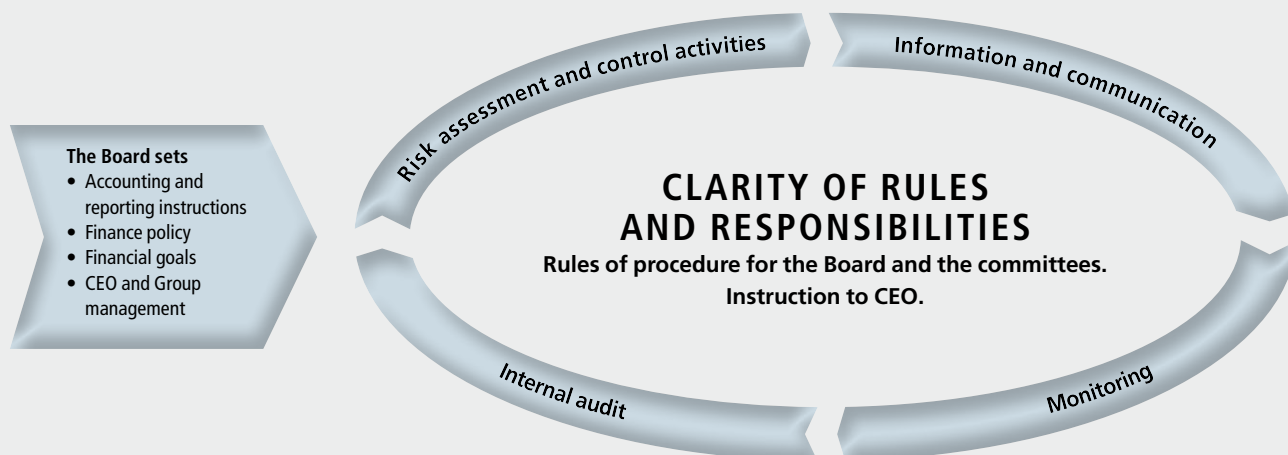 The Board sets
• Accounting and
reporting instructions
• Finance policy
• Financial goals
• CEO and Group
management
Risk assessment and control activities
Information and communication
CLARITY OF RULES
AND RESPONSIBILITIES
Rules of procedure for the Board and the committees.
Instruction to CEO.
Internal audit
Monitoring